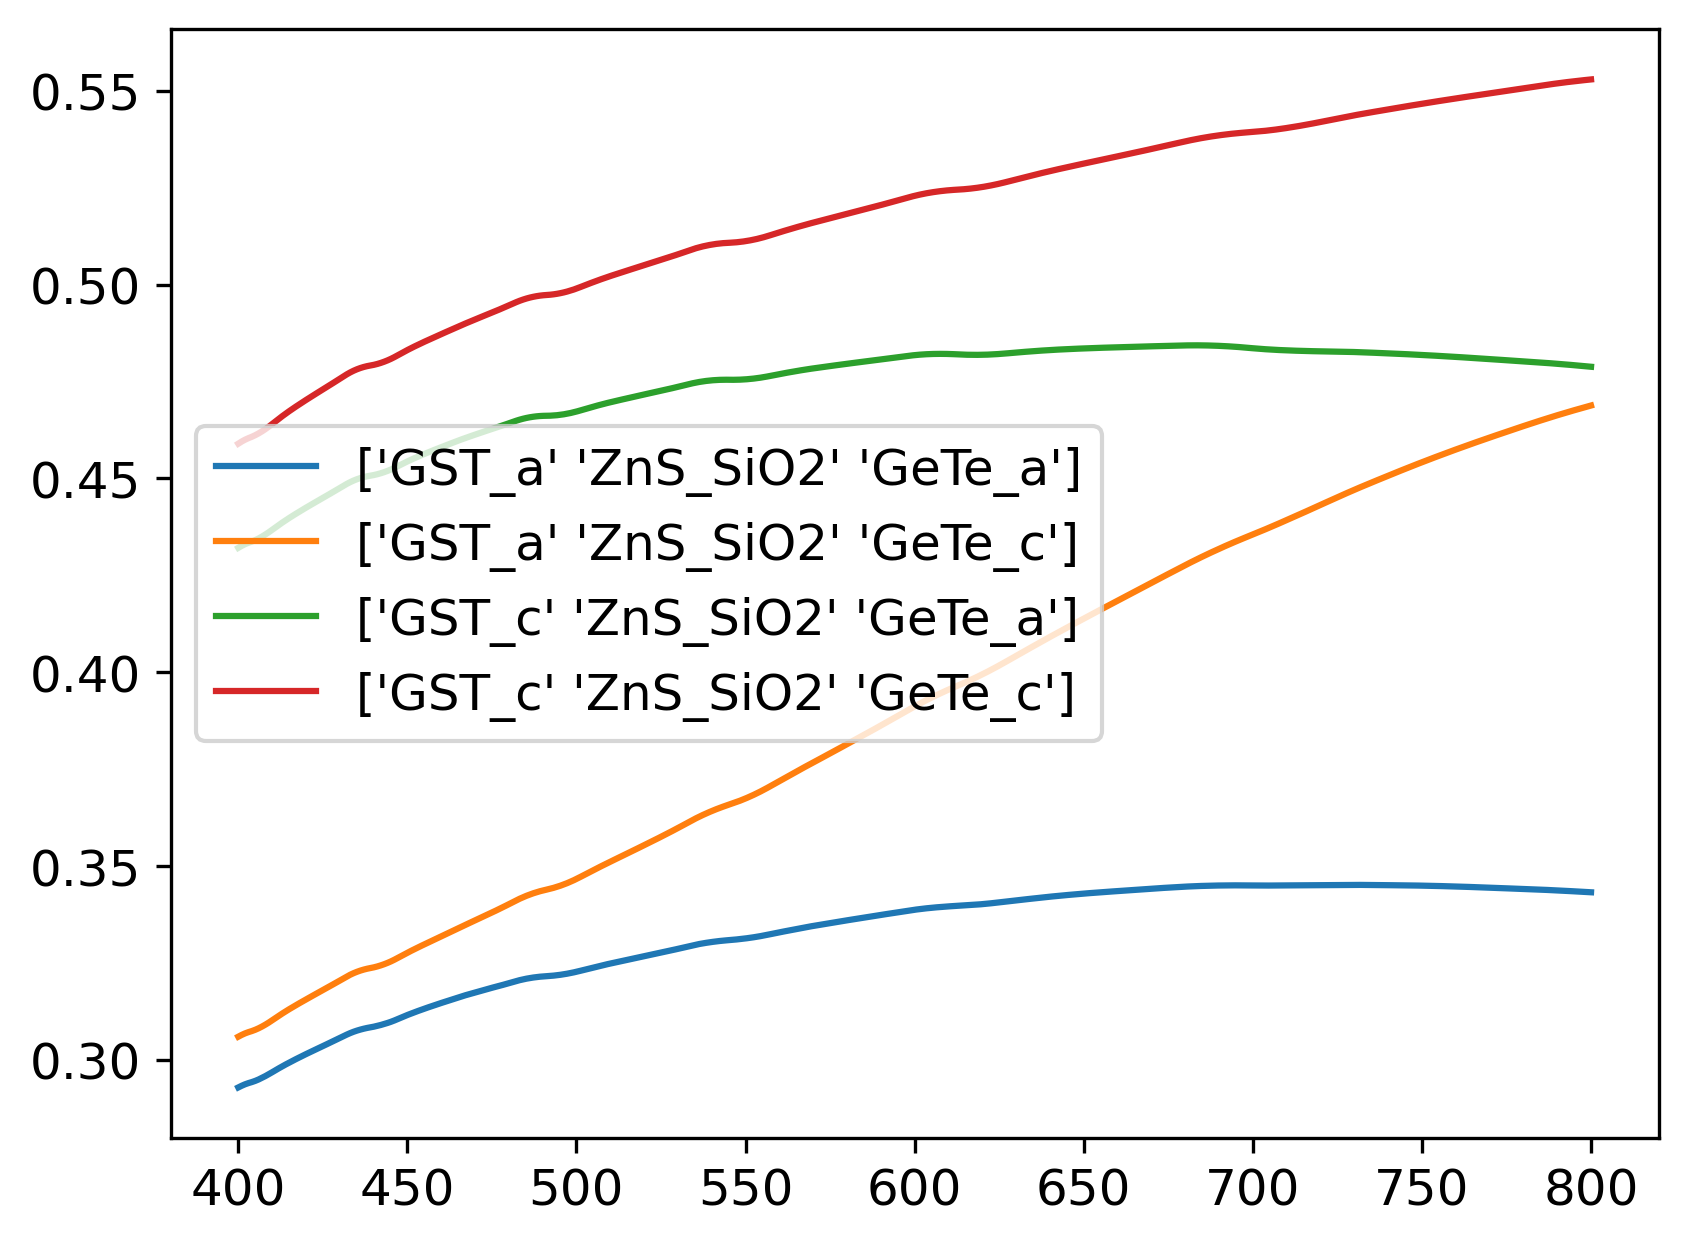 0.55
0.50
0.45
0.40
0.35
0.30
['GST_a' 'ZnS_SiO2' 'GeTe_a']
['GST_a' 'ZnS_SiO2' 'GeTe_c']
['GST_c' 'ZnS_SiO2' 'GeTe_a']
['GST_c' 'ZnS_SiO2' 'GeTe_c']
400 450 500 550 600 650 700 750 800